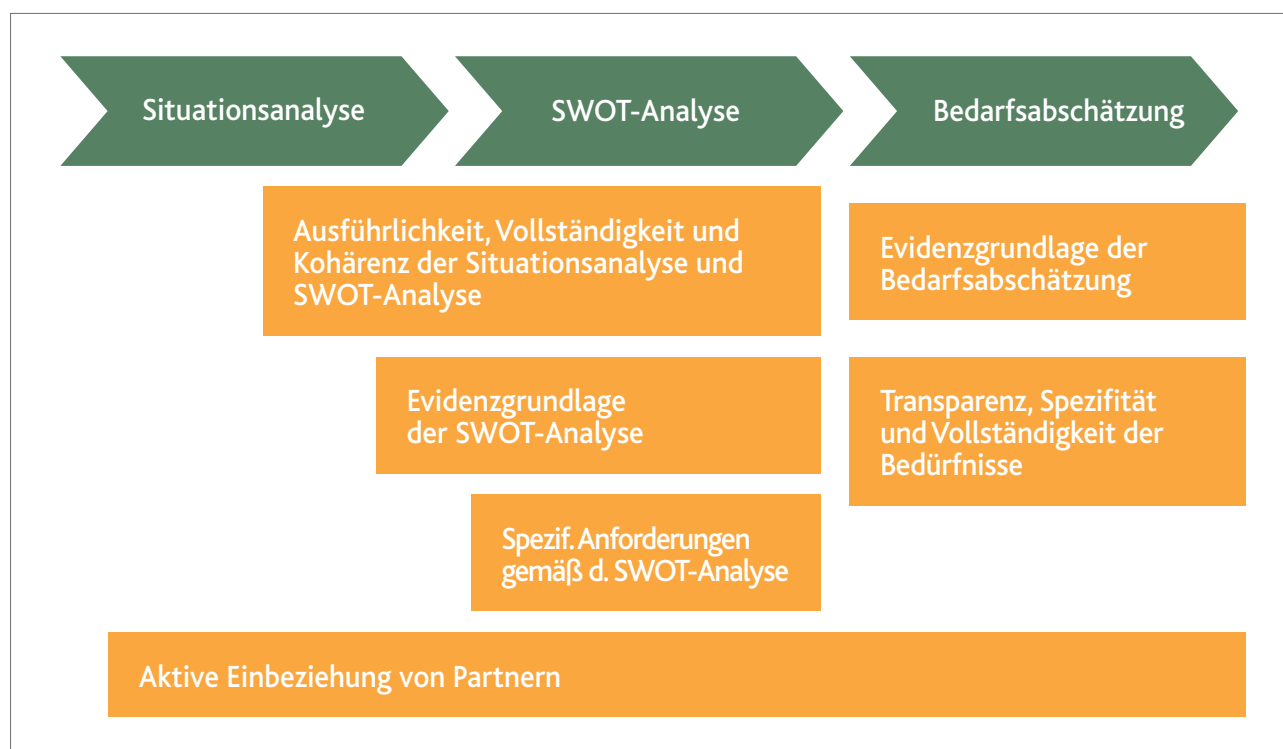 Situationsanalyse
SWOT-Analyse
Bedarfsabschätzung
Ausführlichkeit, Vollständigkeit und
Kohärenz der Situationsanalyse und
SWOT-Analyse
Evidenzgrundlage der
Bedarfsabschätzung
Evidenzgrundlage
der SWOT-Analyse
Transparenz, Spezifität
und Vollständigkeit der
Bedürfnisse
Spezif. Anforderungen
gemäß d. SWOT-Analyse
Aktive Einbeziehung von Partnern